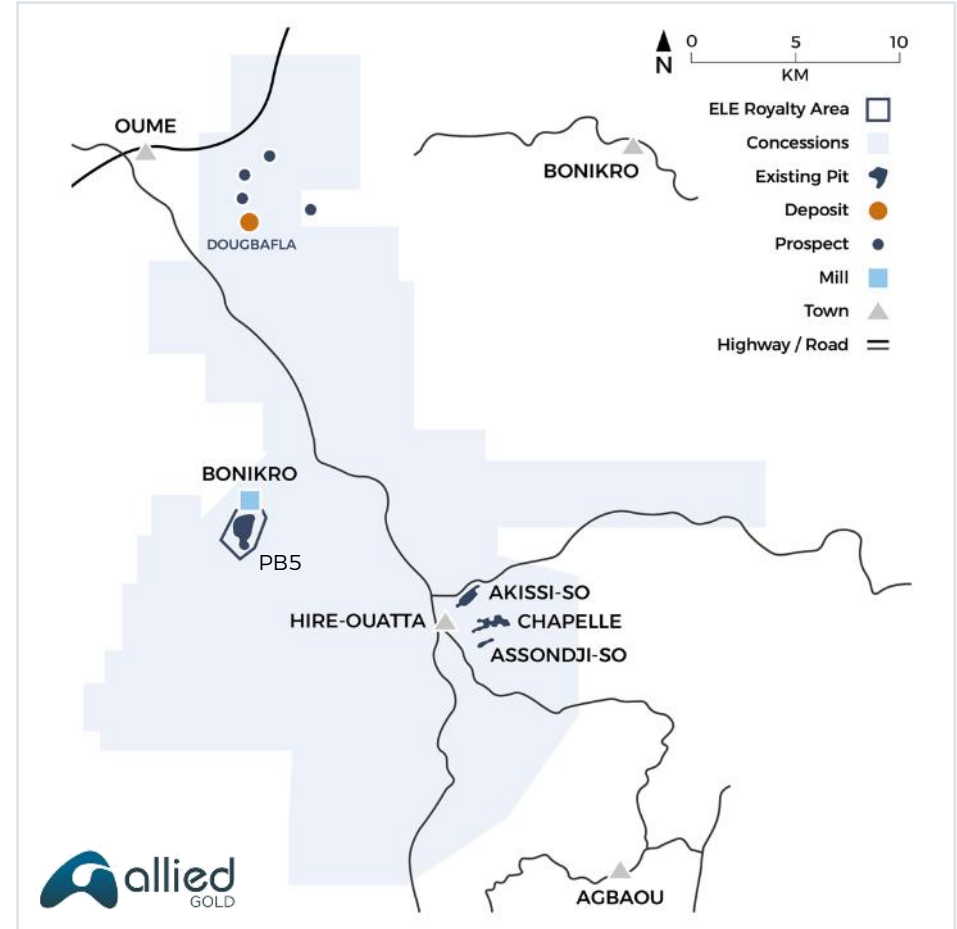 N
0 5 10
KM
ELE Royalty Area
Concessions
Existing Pit
Deposit
Prospect
Mill
Town
Highway / Road
OUME
BONIKRO
DOUGBAFLA
BONIKRO
PB5
AKISSI-SO
HIRE-OUATTA
CHAPELLE
ASSONDJI-SO
AGBAOU
allied
GOLD